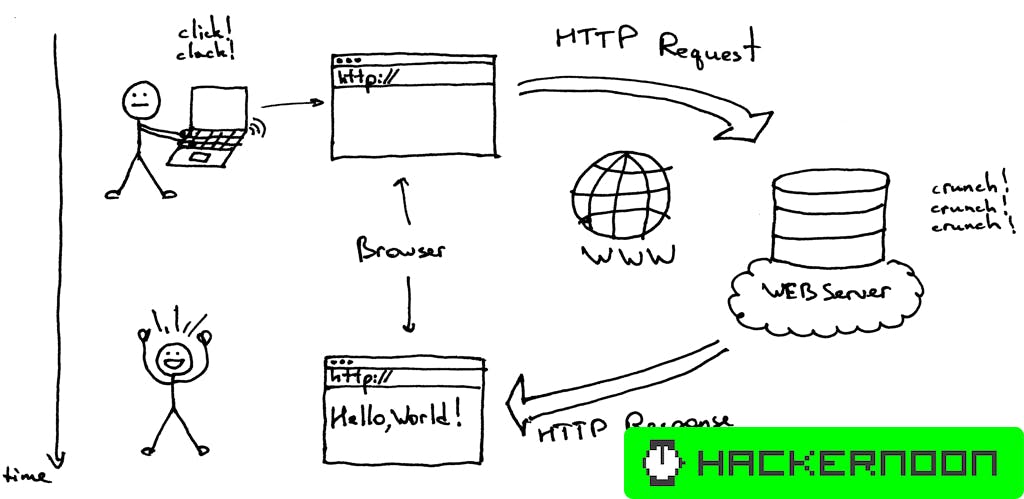 click!
clack!
http://
HTTP Request
Browser
WWW
crunch!
crunch!
crunch!
WEB Server
http://
Hello, World!
HTTP Response
time
HACKERNOON